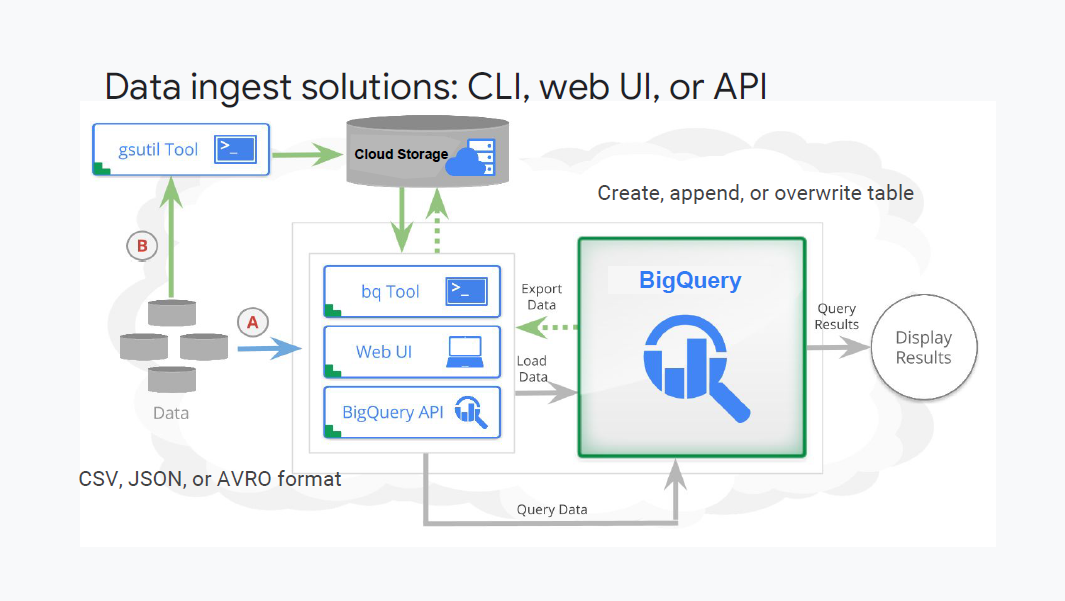 Data ingest solutions: CLI, web UI, or API
gsutil Tool
>_
Cloud Storage
Create, append, or overwrite table
B
bq Tool
>_
Export
Data
BigQuery
A
Web UI
Load
Data
Query
Results
Display
Results
BigQuery API
Data
CSV, JSON, or AVRO format
Query Data